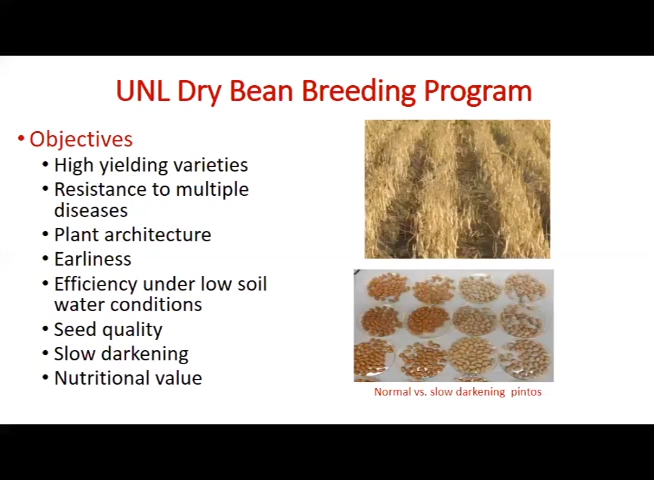 UNL Dry Bean Breeding Program
• Objectives
• High yielding varieties
• Resistance to multiple
diseases
• Plant architecture
• Earliness
• Efficiency under low soil
water conditions
• Seed quality
• Slow darkening
• Nutritional value
Normal vs. slow darkening pintos